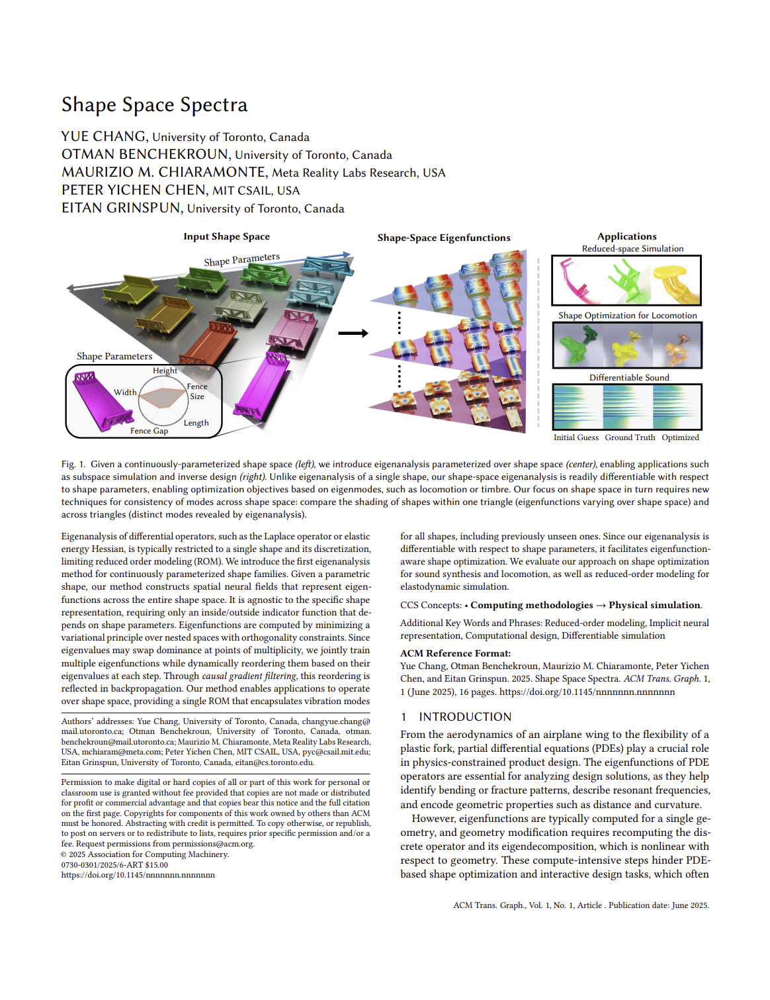 Shape Space Spectra
YUE CHANG, University of Toronto, Canada
OTMAN BENCHEKROUN, University of Toronto, Canada
MAURIZIO M. CHIARAMONTE, Meta Reality Labs Research, USA
PETER YICHEN CHEN, MIT CSAIL, USA
EITAN GRINSPUN, University of Toronto, Canada
Input Shape Space
Shape Parameters
Shape Parameters
Height
Width
Fence
Size
Length
Fence Gap
Shape-Space Eigenfunctions
Applications
Reduced-space Simulation
Shape Optimization for Locomotion
Differentiable Sound
Initial Guess Ground Truth Optimized
Fig. 1. Given a continuously-parameterized shape space (left), we introduce eigenanalysis parameterized over shape space (center), enabling applications such
as subspace simulation and inverse design (right). Unlike eigenanalysis of a single shape, our shape-space eigenanalysis is readily differentiable with respect
to shape parameters, enabling optimization objectives based on eigenmodes, such as locomotion or timbre. Our focus on shape space in turn requires new
techniques for consistency of modes across shape space: compare the shading of shapes within one triangle (eigenfunctions varying over shape space) and
across triangles (distinct modes revealed by eigenanalysis).
Eigenanalysis of differential operators, such as the Laplace operator or elastic
energy Hessian, is typically restricted to a single shape and its discretization,
limiting reduced order modeling (ROM). We introduce the first eigenanalysis
method for continuously parameterized shape families. Given a parametric
shape, our method constructs spatial neural fields that represent eigen-
functions across the entire shape space. It is agnostic to the specific shape
representation, requiring only an inside/outside indicator function that de-
pends on shape parameters. Eigenfunctions are computed by minimizing a
variational principle over nested spaces with orthogonality constraints. Since
eigenvalues may swap dominance at points of multiplicity, we jointly train
multiple eigenfunctions while dynamically reordering them based on their
eigenvalues at each step. Through causal gradient filtering, this reordering is
reflected in backpropagation. Our method enables applications to operate
over shape space, providing a single ROM that encapsulates vibration modes
Authors' addresses: Yue Chang, University of Toronto, Canada, changyue.chang@
mail.utoronto.ca; Otman Benchekroun, University of Toronto, Canada, otman.
benchekroun@mail.utoronto.ca; Maurizio M. Chiaramonte, Meta Reality Labs Research,
USA, mchiaram@meta.com; Peter Yichen Chen, MIT CSAIL, USA, pyc@csail.mit.edu;
Eitan Grinspun, University of Toronto, Canada, eitan@cs.toronto.edu.
Permission to make digital or hard copies of all or part of this work for personal or
classroom use is granted without fee provided that copies are not made or distributed
for profit or commercial advantage and that copies bear this notice and the full citation
on the first page. Copyrights for components of this work owned by others than ACM
must be honored. Abstracting with credit is permitted. To copy otherwise, or republish,
to post on servers or to redistribute to lists, requires prior specific permission and/or a
fee. Request permissions from permissions@acm.org.
© 2025 Association for Computing Machinery.
0730-0301/2025/6-ART $15.00
https://doi.org/10.1145/nnnnnnn.nnnnnnn
for all shapes, including previously unseen ones. Since our eigenanalysis is
differentiable with respect to shape parameters, it facilitates eigenfunction-
aware shape optimization. We evaluate our approach on shape optimization
for sound synthesis and locomotion, as well as reduced-order modeling for
elastodynamic simulation.
CCS Concepts: • Computing methodologies → Physical simulation.
Additional Key Words and Phrases: Reduced-order modeling, Implicit neural
representation, Computational design, Differentiable simulation
ACM Reference Format:
Yue Chang, Otman Benchekroun, Maurizio M. Chiaramonte, Peter Yichen
Chen, and Eitan Grinspun. 2025. Shape Space Spectra. ACM Trans. Graph. 1,
1 (June 2025), 16 pages. https://doi.org/10.1145/nnnnnnn.nnnnnnn
1 INTRODUCTION
From the aerodynamics of an airplane wing to the flexibility of a
plastic fork, partial differential equations (PDEs) play a crucial role
in physics-constrained product design. The eigenfunctions of PDE
operators are essential for analyzing design solutions, as they help
identify bending or fracture patterns, describe resonant frequencies,
and encode geometric properties such as distance and curvature.
However, eigenfunctions are typically computed for a single ge-
ometry, and geometry modification requires recomputing the dis-
crete operator and its eigendecomposition, which is nonlinear with
respect to geometry. These compute-intensive steps hinder PDE-
based shape optimization and interactive design tasks, which often
ACM Trans. Graph., Vol. 1, No. 1, Article . Publication date: June 2025.